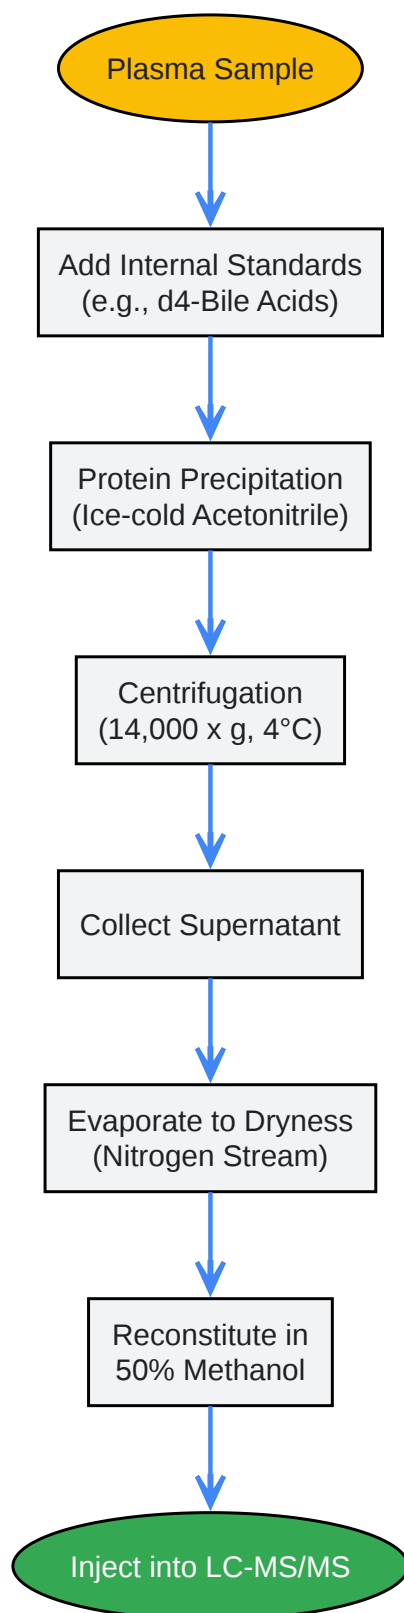 Plasma Sample
Add Internal Standards
(e.g., d4-Bile Acids)
Protein Precipitation
(Ice-cold Acetonitrile)
Centrifugation
(14,000 x g, 4°C)
Collect Supernatant
Evaporate to Dryness
(Nitrogen Stream)
Reconstitute in
50% Methanol
Inject into LC-MS/MS